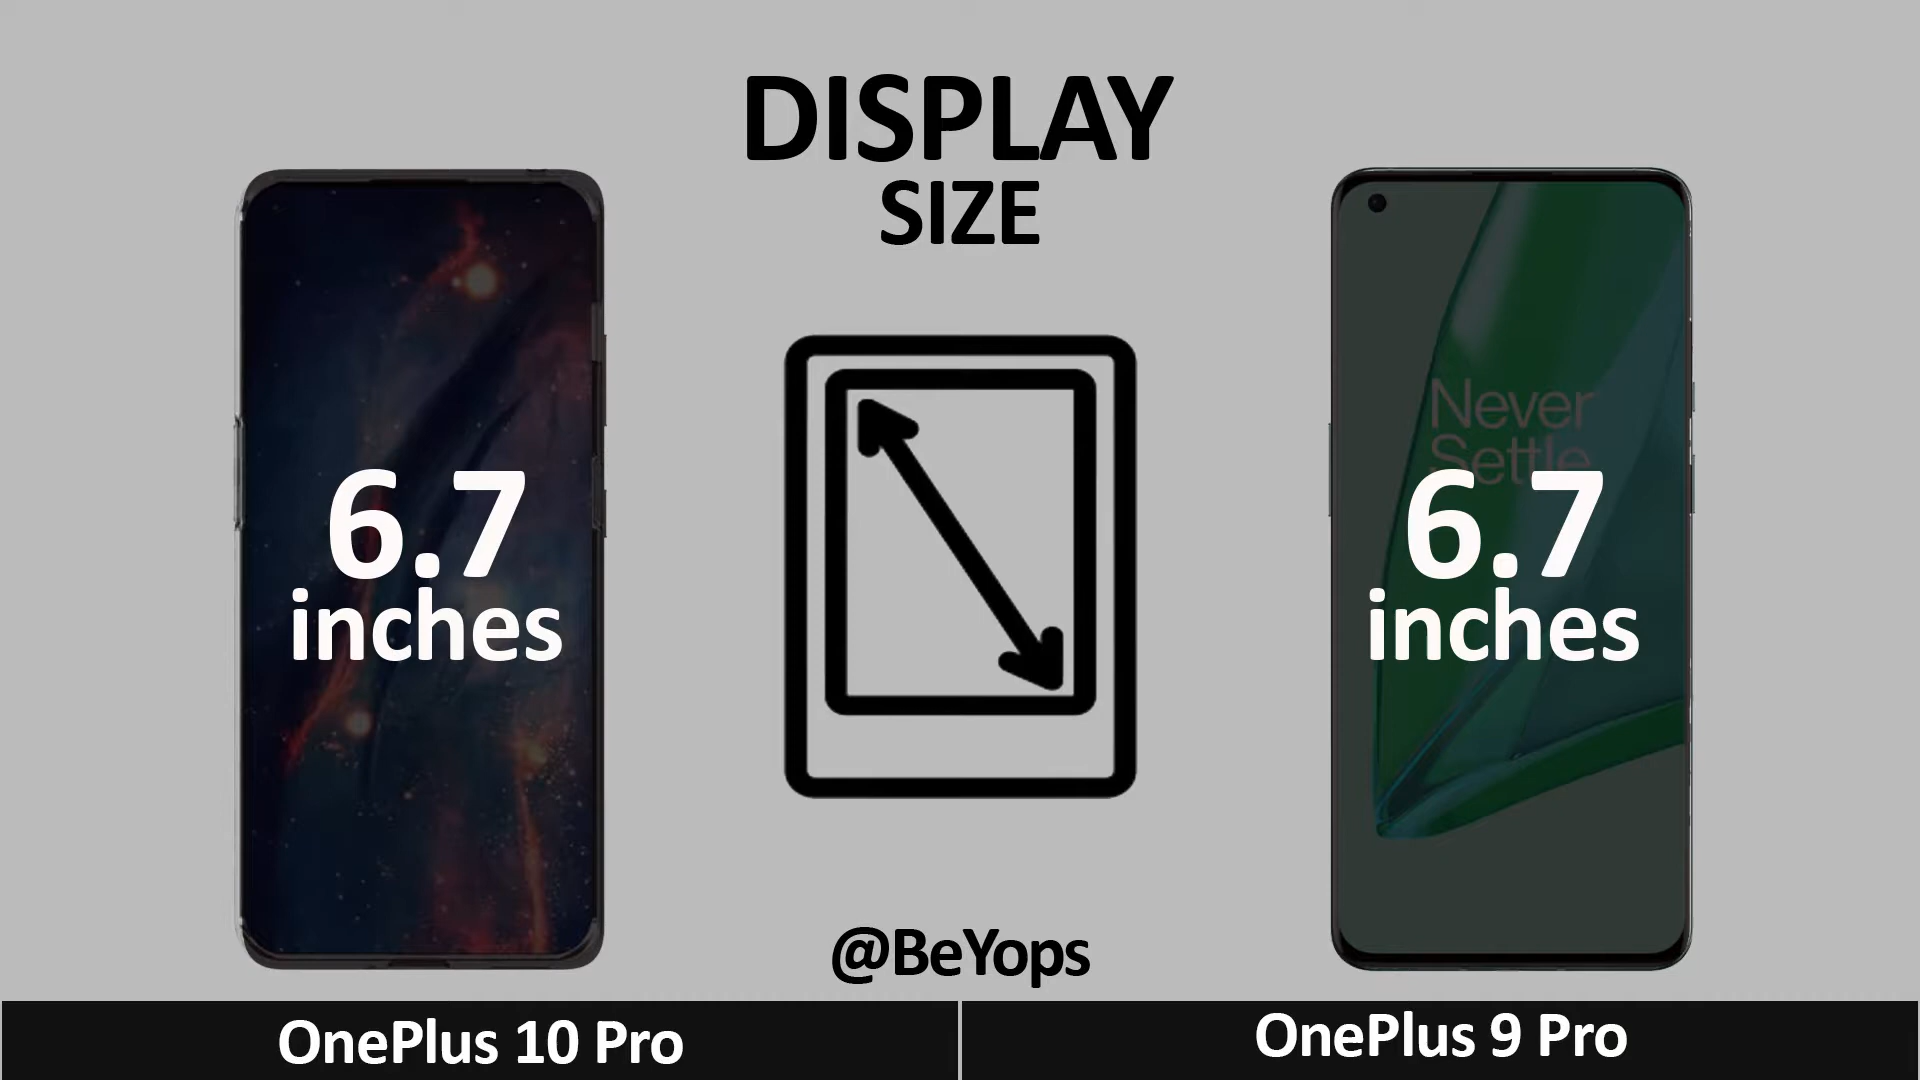 DISPLAY
SIZE
Never
Settle
6.7
inches
6.7
inches
@BeYops
OnePlus 10 Pro
OnePlus 9 Pro